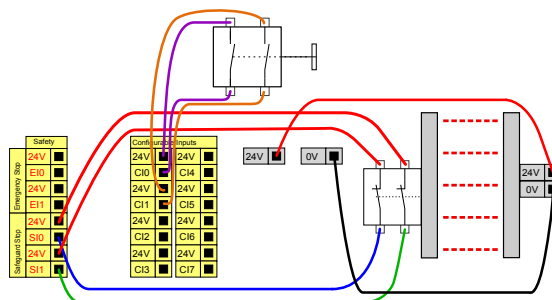 Safety
24V
EI0
24V
EI1
24V
SI0
24V
SI1
Emergency Stop
Safeguard Stop
Configurable Inputs
24V 24V
CI0 CI4
24V 24V
CI1 CI5
24V 24V
CI2 CI6
24V 24V
CI3 CI7
24V
0V
24V
0V